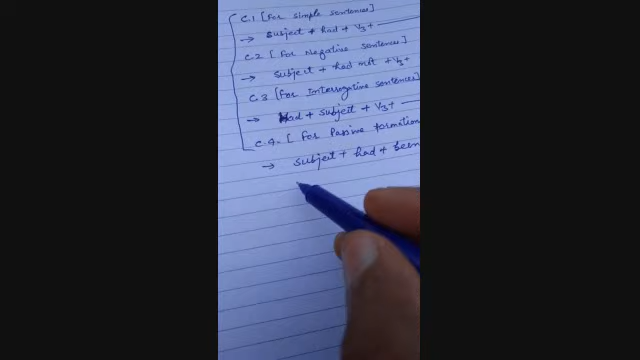 C.1 [For simple sentences]
→ subject + had + V₃ +
C.2 [For Negative sentences]
→ subject + had not + V₃+
C.3 [For Interrogative sentences]
→ Had + subject + V₃ +
C.4. [For Passive formation
→ subject + had + been